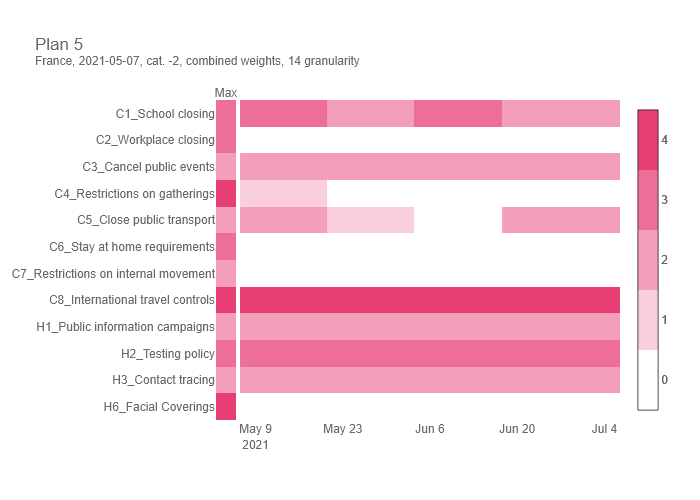 Plan 5
France, 2021-05-07, cat. -2, combined weights, 14 granularity
Max
C1_School closing
C2_Workplace closing
C3_Cancel public events
C4_Restrictions on gatherings
C5_Close public transport
C6_Stay at home requirements
C7_Restrictions on internal movement
C8_International travel controls
H1_Public information campaigns
H2_Testing policy
H3_Contact tracing
H6_Facial Coverings
4
3
2
1
0
May 9 May 23 Jun 6 Jun 20 Jul 4
2021